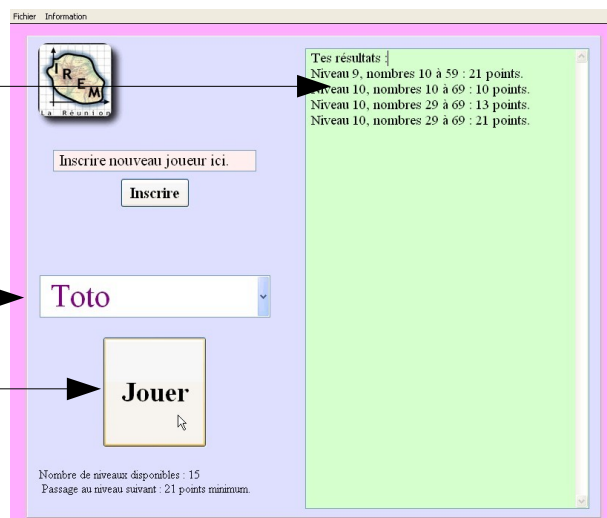 Fichier Information
IREM
La Réunion
Inscrire nouveau joueur ici.
Inscrire
Toto
Jouer
Nombre de niveaux disponibles : 15
Passage au niveau suivant : 21 points minimum.
Tes résultats :
Niveau 9, nombres 10 à 59 : 21 points.
Niveau 10, nombres 10 à 69 : 10 points.
Niveau 10, nombres 29 à 69 : 13 points.
Niveau 10, nombres 29 à 69 : 21 points.